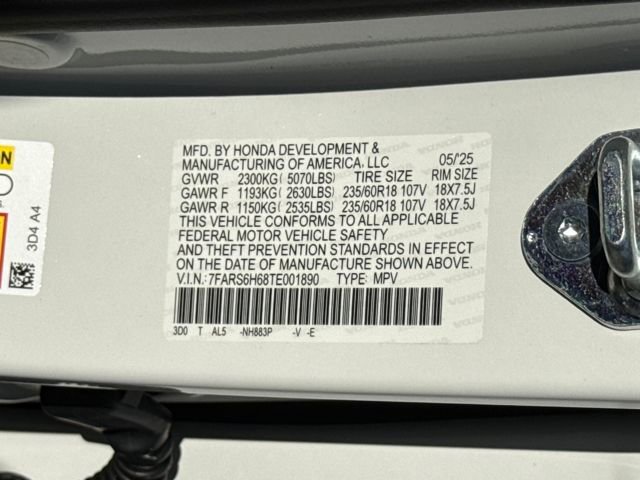 MFD. BY HONDA DEVELOPMENT &
MANUFACTURING OF AMERICA, LLC 05/'25
GVWR 2300KG( 5070LBS) TIRE SIZE RIM SIZE
GAWR F 1193KG( 2630LBS) 235/60R18 107V 18X7.5J
GAWR R 1150KG( 2535LBS) 235/60R18 107V 18X7.5J
THIS VEHICLE CONFORMS TO ALL APPLICABLE
FEDERAL MOTOR VEHICLE SAFETY
AND THEFT PREVENTION STANDARDS IN EFFECT
ON THE DATE OF MANUFACTURE SHOWN ABOVE.
V.I.N.: 7FARS6H68TE001890 TYPE: MPV
3D0 T AL5 -NH883P -V -E
3D4 A4